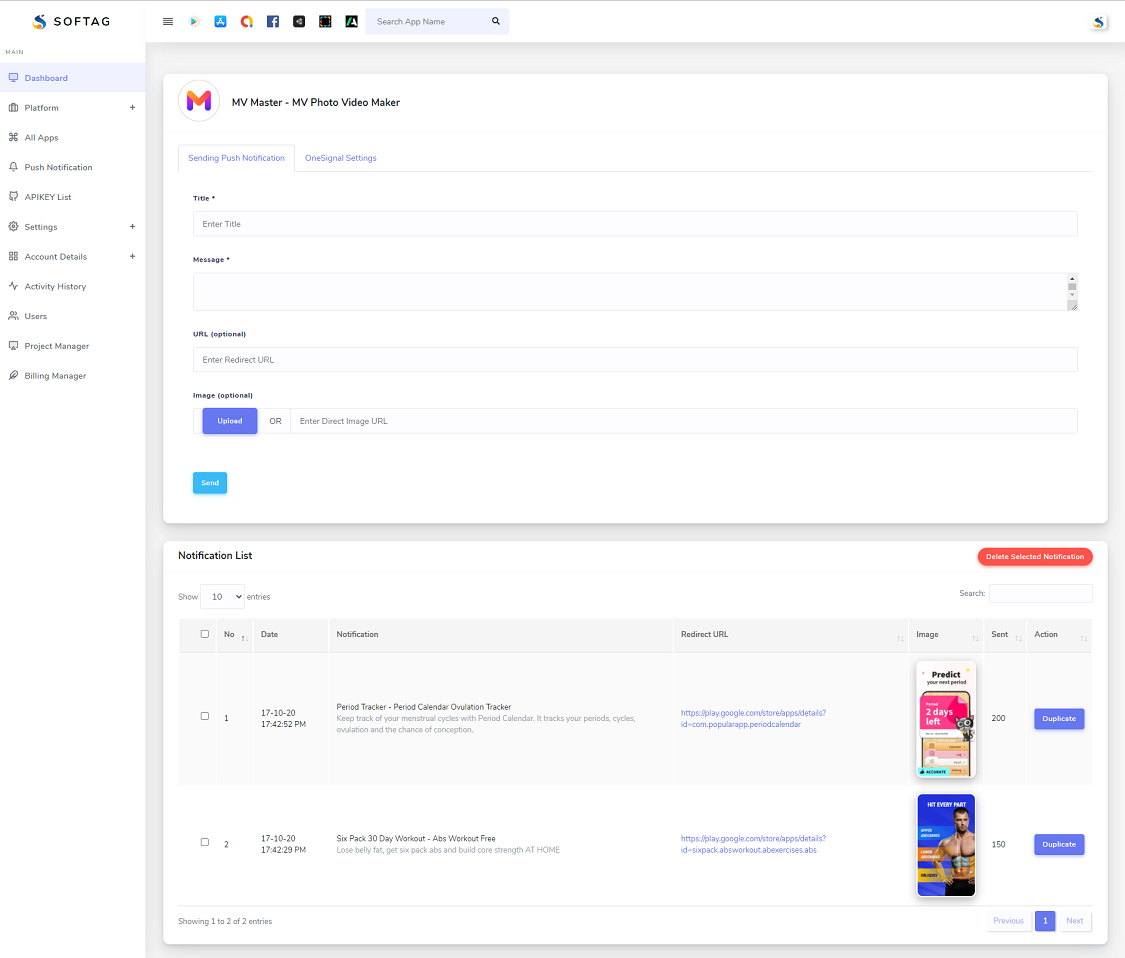 SOFTAG
Search App Name
MAIN
Dashboard
Platform +
All Apps
Push Notification
APIKEY List
Settings +
Account Details +
Activity History
Users
Project Manager
Billing Manager
MV Master - MV Photo Video Maker
Sending Push Notification OneSignal Settings
Title *
Enter Title
Message *
URL (optional)
Enter Redirect URL
Image (optional)
Upload OR Enter Direct Image URL
Send
Notification List Delete Selected Notification
Show 10 entries Search:
No Date Notification Redirect URL Image Sent Action
Predict
your next period
Period
2 days
left
ACCURATE
1 17-10-20
17:42:52 PM
Period Tracker - Period Calendar Ovulation Tracker
Keep track of your menstrual cycles with Period Calendar. It tracks your periods, cycles,
ovulation and the chance of conception.
https://play.google.com/store/apps/details?
id=com.popularapp.periodcalendar
200 Duplicate
HIT EVERY PART
UPPER
ABDOMINIS
LOWER
ABDOMINIS
OBLIQUES
2 17-10-20
17:42:29 PM
Six Pack 30 Day Workout - Abs Workout Free
Lose belly fat, get six pack abs and build core strength AT HOME
https://play.google.com/store/apps/details?
id=sixpack.absworkout.abexercises.abs
150 Duplicate
Showing 1 to 2 of 2 entries Previous 1 Next